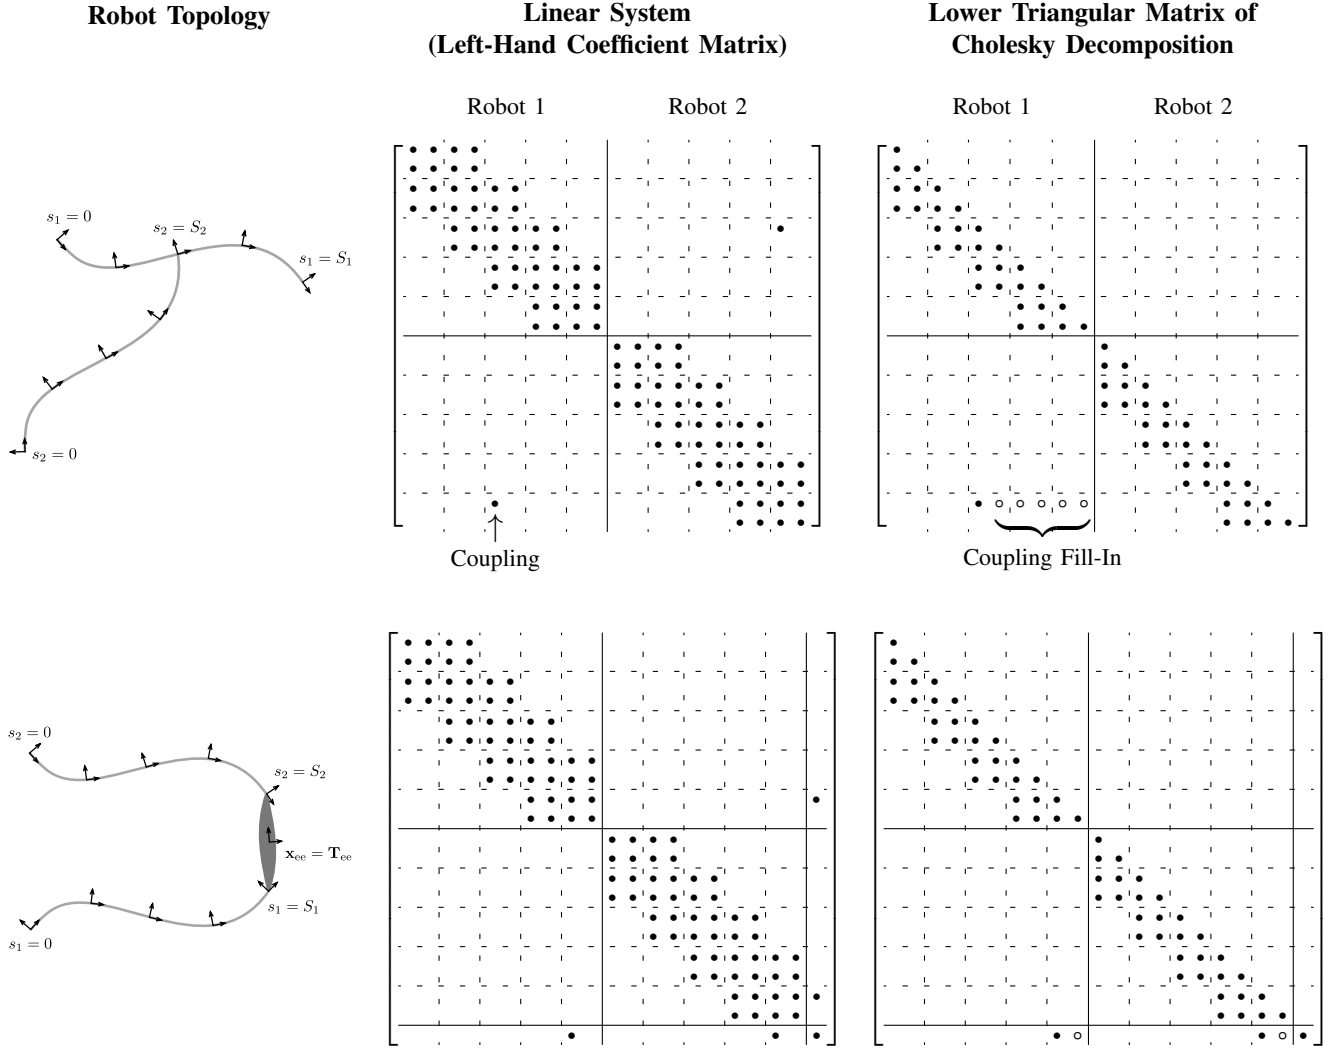 Robot Topology
Linear System
(Left-Hand Coefficient Matrix)
Lower Triangular Matrix of
Cholesky Decomposition
Robot 1
Robot 2
Robot 1
Robot 2
s₁ = 0
s₂ = S₂
s₁ = S₁
s₂ = 0
Coupling
Coupling Fill-In
s₂ = 0
s₂ = S₂
x_ee = T_ee
s₁ = S₁
s₁ = 0